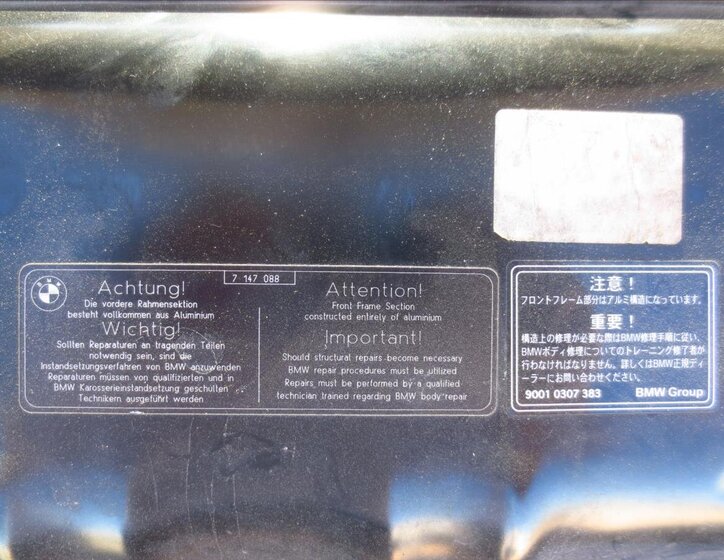 BMW
7 147 088
Achtung!
Die vordere Rahmensektion
besteht vollkommen aus Aluminium
Wichtig!
Sollten Reparaturen an tragenden Teilen
notwendig sein, sind die
Instandsetzungsverfahren von BMW anzuwenden
Reparaturen müssen von qualifizierten und in
BMW Karosserieinstandsetzung geschulten
Technikern ausgeführt werden
Attention!
Front Frame Section
constructed entirely of aluminium
Important!
Should structural repairs become necessary
BMW repair procedures must be utilized
Repairs must be performed by a qualified
technician trained regarding BMW body repair
注意！
フロントフレーム部分はアルミ構造になっています。
重要！
構造上の修理が必要な際はBMW修理手順に従い、
BMWボディ修理についてのトレーニング修了者が
行わなければなりません。詳しくはBMW正規ディ
ーラーにお問い合わせください。
9001 0307 383 BMW Group